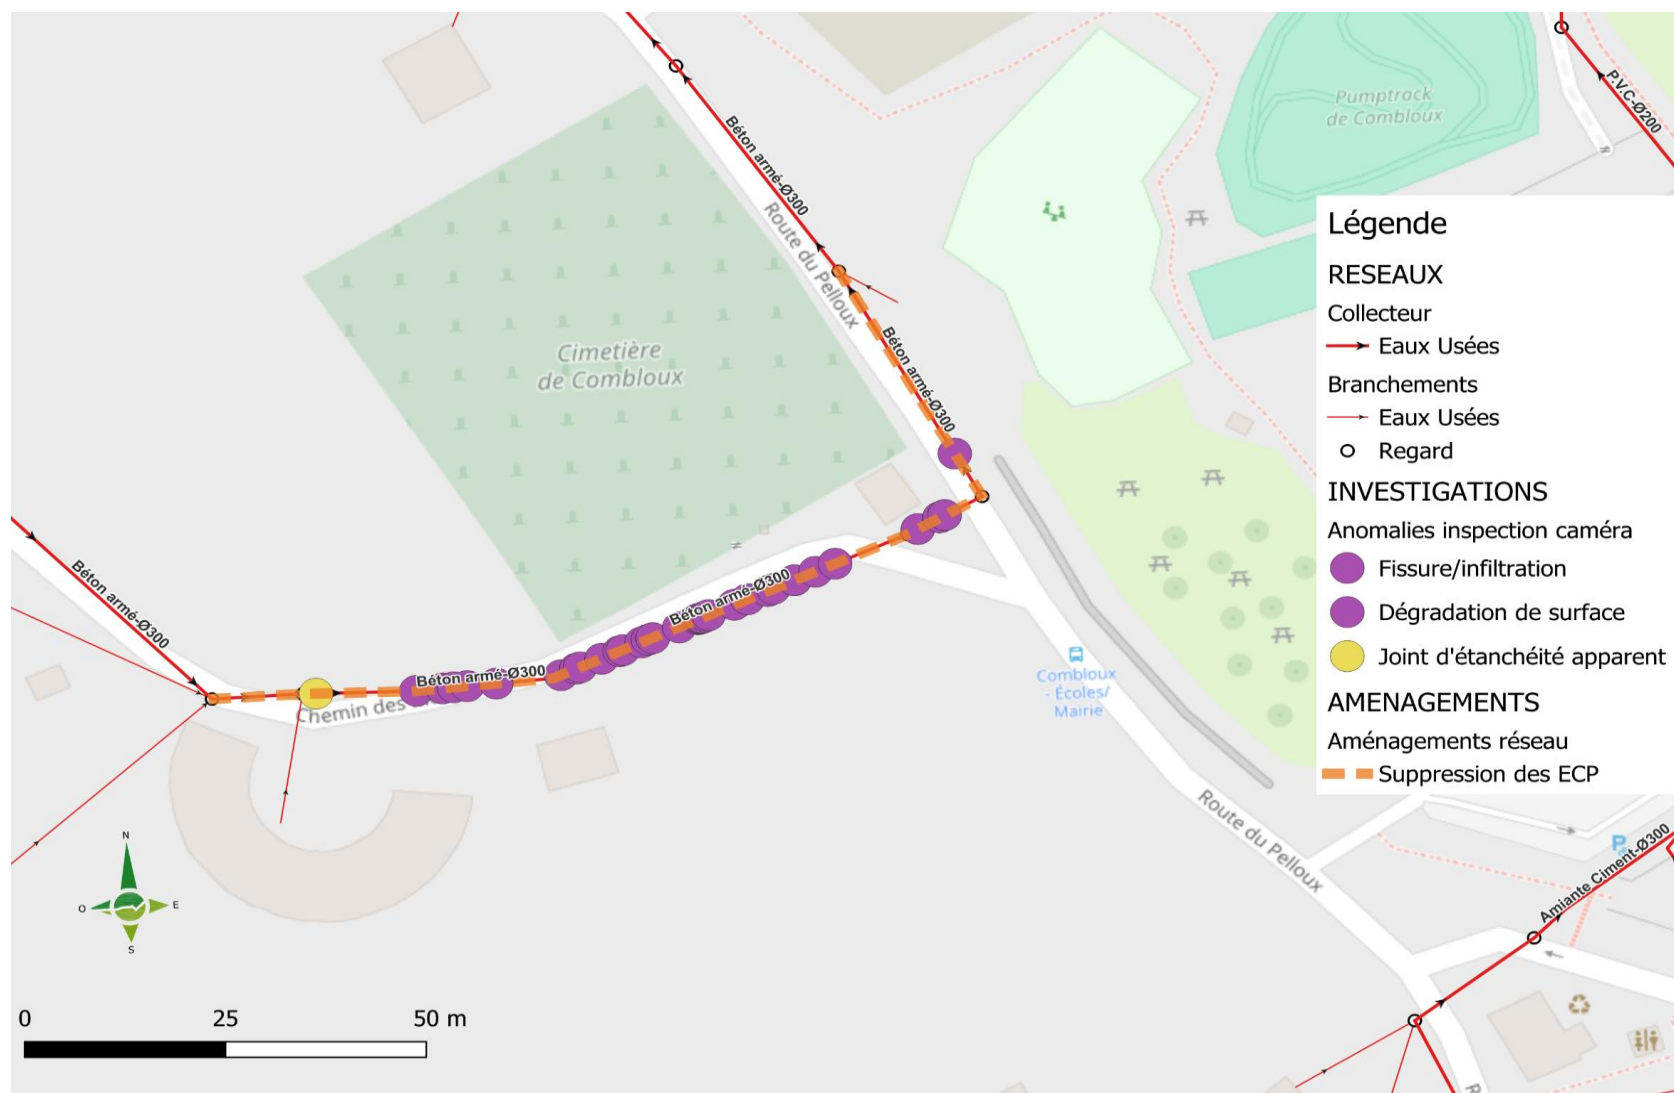 Béton armé-Ø300
Route du Pelloux
Pumptrack
de Combloux
P.V.C-Ø200
Cimetière
de Combloux
Béton armé-Ø300
Béton armé-Ø300
Béton armé-Ø300
Béton armé-Ø300
Chemin des
Combloux
- Écoles/
Mairie
Route du Pelloux
P
Amiante Ciment-Ø300
R
Légende
RESEAUX
Collecteur
Eaux Usées
Branchements
Eaux Usées
Regard
INVESTIGATIONS
Anomalies inspection caméra
Fissure/infiltration
Dégradation de surface
Joint d'étanchéité apparent
AMENAGEMENTS
Aménagements réseau
Suppression des ECP
N
O
E
S
0 25 50 m